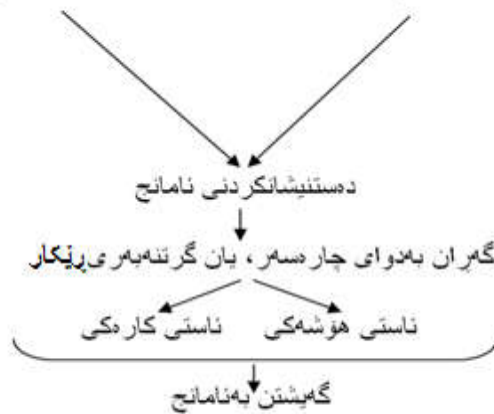 دەستنیشانکردنی ئامانج
گەڕان بەدوای چارەسەر، یان گرتنەبەری ڕێکار
ئاستی هۆشەکی ئاستی کارەکی
گەیشتن بەئامانج